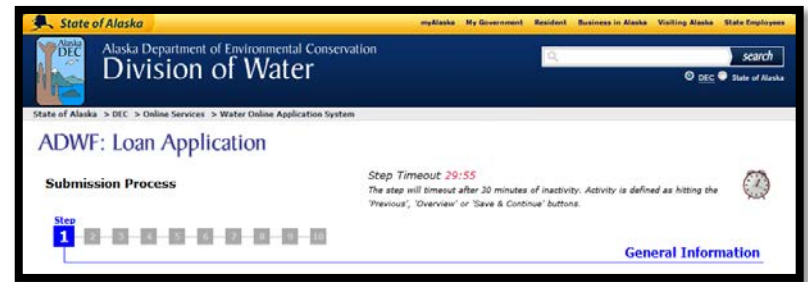 State of Alaska
myAlaska My Government Resident Business in Alaska Visiting Alaska State Employees
Alaska DEC
Alaska Department of Environmental Conservation
Division of Water
search
DEC State of Alaska
State of Alaska > DEC > Online Services > Water Online Application System
ADWF: Loan Application
Submission Process
Step Timeout 29:55
The step will timeout after 30 minutes of inactivity. Activity is defined as hitting the
'Previous', 'Overview' or 'Save & Continue' buttons.
Step
1 2 3 4 5 6 7 8 9 10
General Information